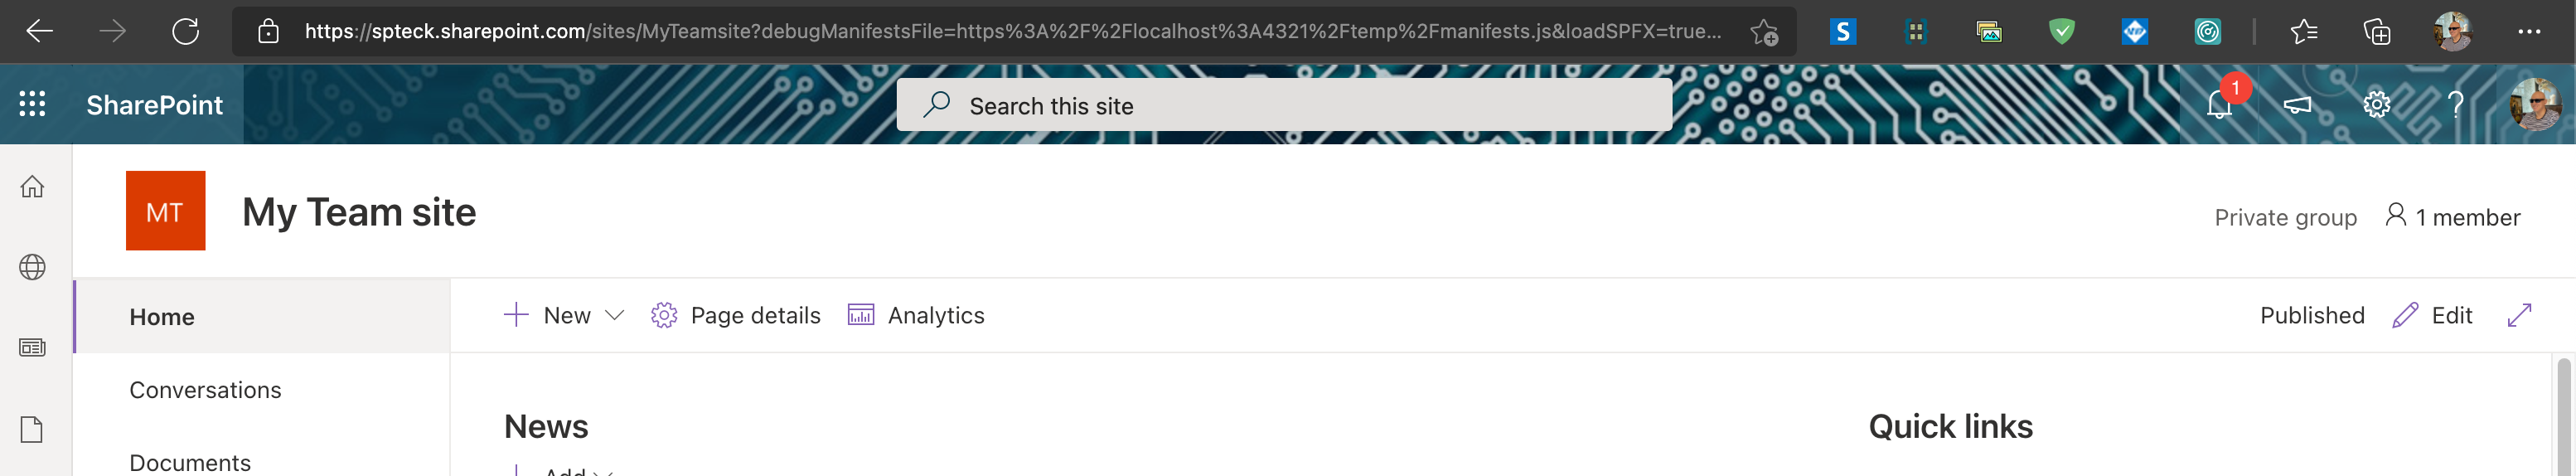 https://spteck.sharepoint.com/sites/MyTeamsite?debugManifestsFile=https%3A%2F%2Flocalhost%3A4321%2Ftemp%2Fmanifests.js&loadSPFX=true...
S
SharePoint
Search this site
1
?
MT
My Team site
Private group
1 member
Home
New
Page details
Analytics
Published
Edit
Conversations
News
Quick links
Documents
Add